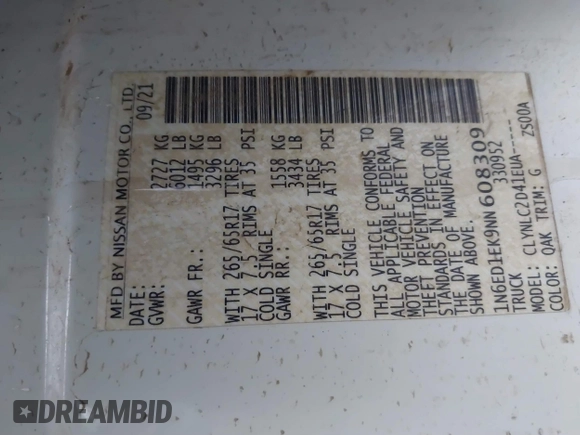 MFD BY NISSAN MOTOR CO., LTD.
DATE: 09/21
GVWR: 2727 KG
6012 LB
GAWR FR.: 1495 KG
3296 LB
WITH 265/65R17 TIRES
17 X 7.5 RIMS AT 35 PSI
COLD SINGLE
GAWR RR.: 1558 KG
3434 LB
WITH 265/65R17 TIRES
17 X 7.5 RIMS AT 35 PSI
COLD SINGLE
THIS VEHICLE CONFORMS TO
ALL APPLICABLE FEDERAL
MOTOR VEHICLE SAFETY AND
THEFT PREVENTION
STANDARDS IN EFFECT ON
THE DATE OF MANUFACTURE
SHOWN ABOVE.
1N6ED1EK9NN608309
TRUCK 33095Z
MODEL: CLYNLC2D41EUA-----
COLOR: QAK TRIM: G ZS00A
DREAMBID